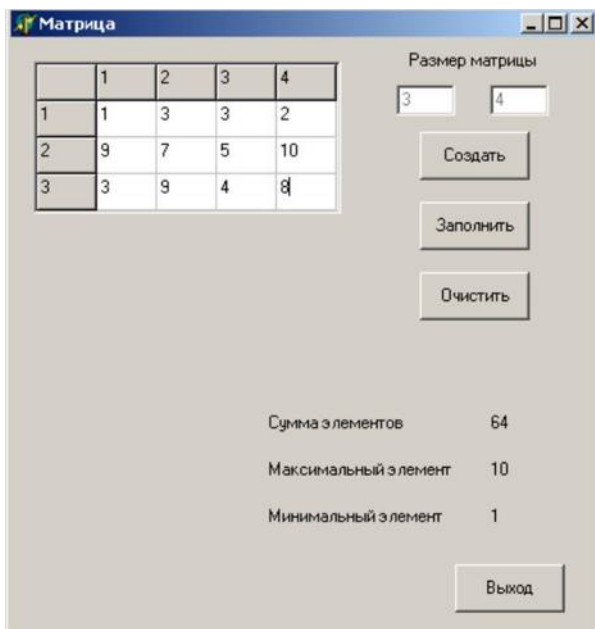 Матрица
Размер матрицы
3 4
1 2 3 4
1 1 3 3 2
2 9 7 5 10
3 3 9 4 8
Создать
Заполнить
Очистить
Сумма элементов 64
Максимальный элемент 10
Минимальный элемент 1
Выход